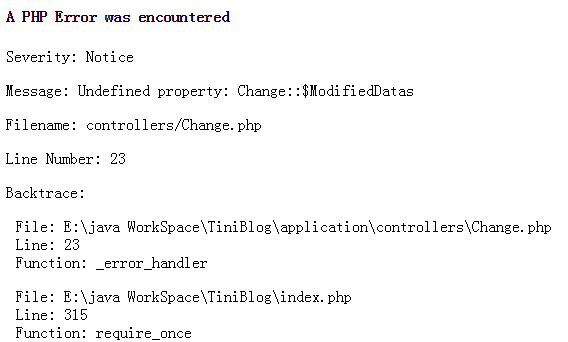 A PHP Error was encountered
Severity: Notice
Message: Undefined property: Change::$ModifiedDatas
Filename: controllers/Change.php
Line Number: 23
Backtrace:
File: E:\java WorkSpace\TiniBlog\application\controllers\Change.php
Line: 23
Function: _error_handler
File: E:\java WorkSpace\TiniBlog\index.php
Line: 315
Function: require_once